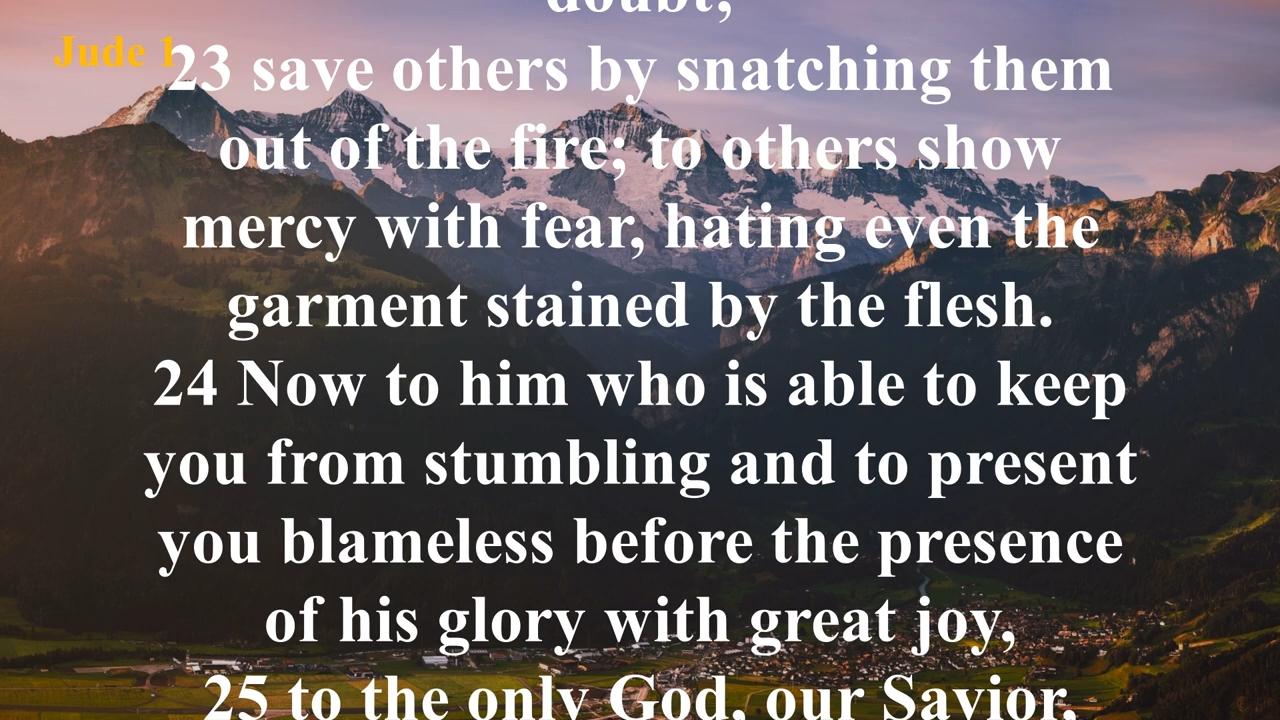 doubt;
Jude 1
23 save others by snatching them
out of the fire; to others show
mercy with fear, hating even the
garment stained by the flesh.
24 Now to him who is able to keep
you from stumbling and to present
you blameless before the presence
of his glory with great joy,
25 to the only God, our Savior,